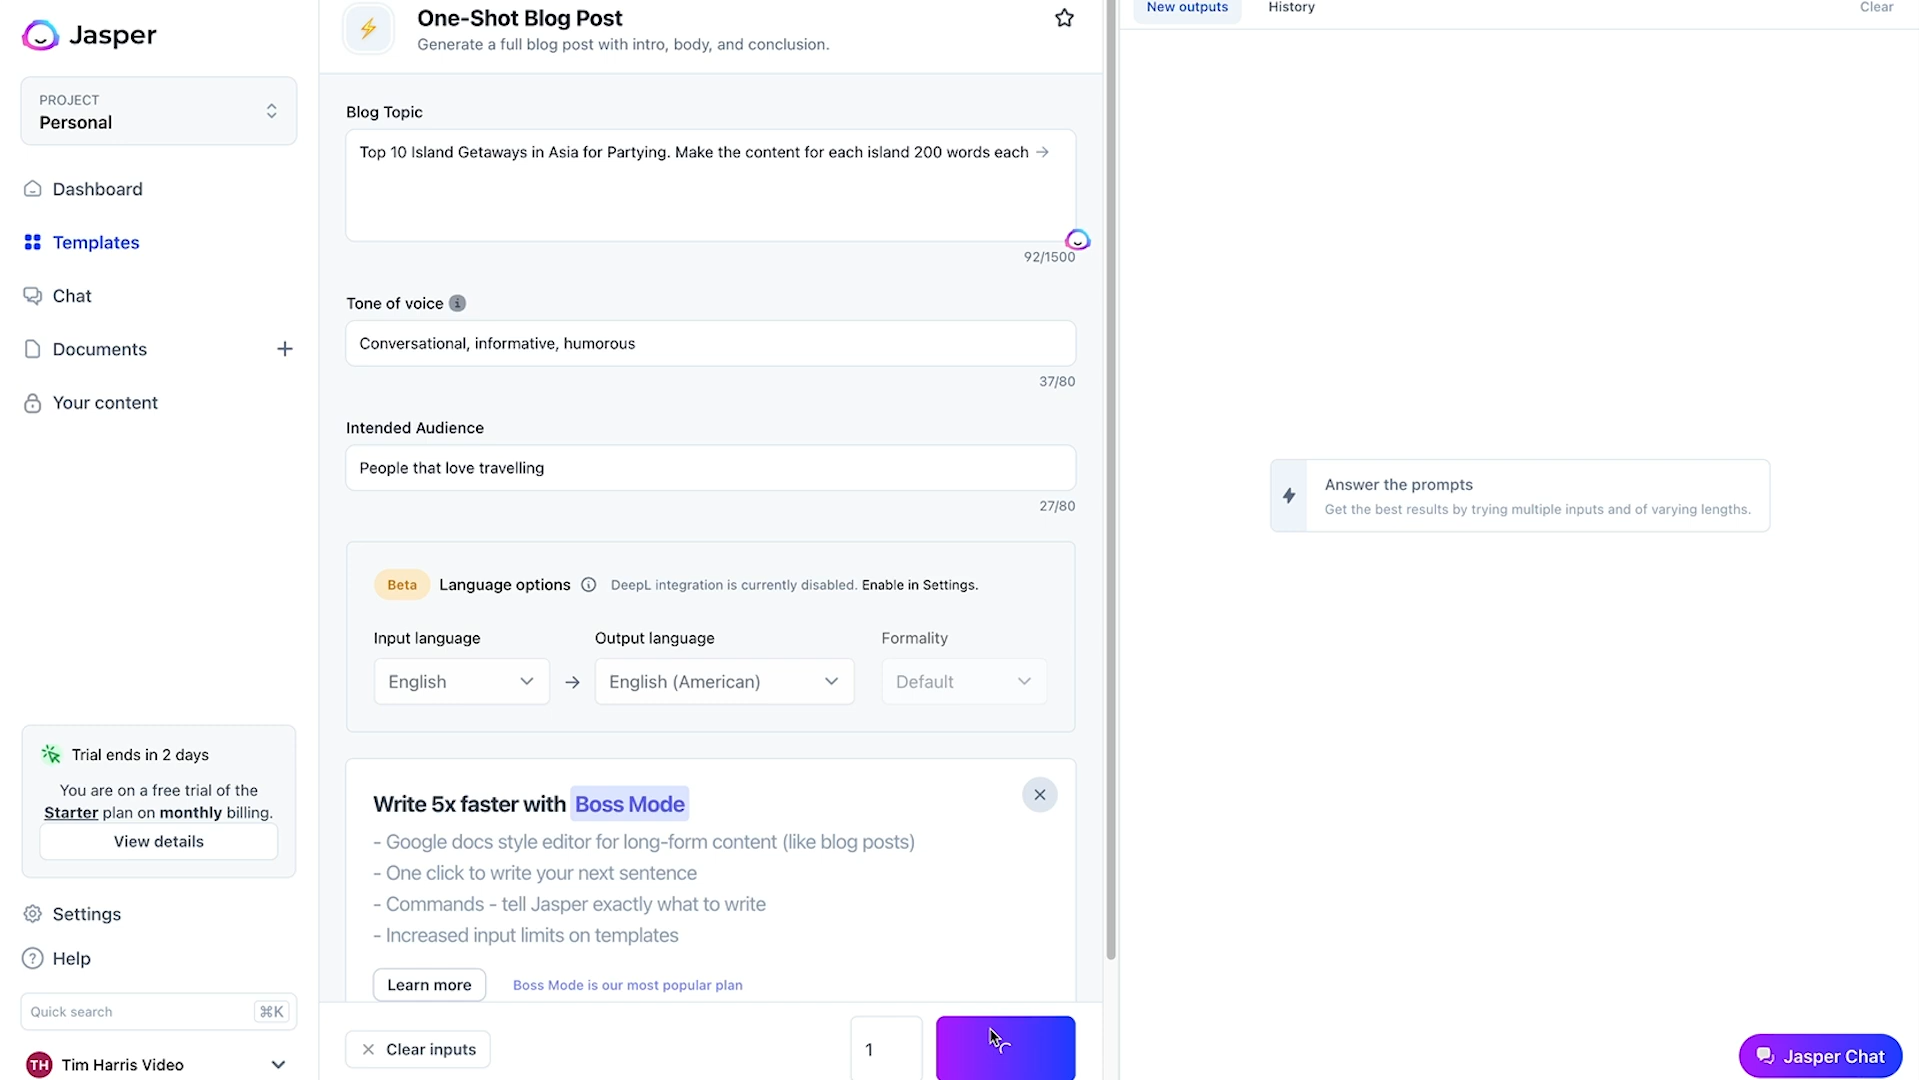 Jasper
PROJECT
Personal
Dashboard
Templates
Chat
Documents
Your content
Trial ends in 2 days
You are on a free trial of the
Starter plan on monthly billing.
View details
Settings
Help
Quick search
⌘K
TH
Tim Harris Video
One-Shot Blog Post
Generate a full blog post with intro, body, and conclusion.
Blog Topic
Top 10 Island Getaways in Asia for Partying. Make the content for each island 200 words each →
92/1500
Tone of voice
Conversational, informative, humorous
37/80
Intended Audience
People that love travelling
27/80
Beta Language options DeepL integration is currently disabled. Enable in Settings.
Input language Output language Formality
English → English (American) Default
Write 5x faster with Boss Mode
- Google docs style editor for long-form content (like blog posts)
- One click to write your next sentence
- Commands - tell Jasper exactly what to write
- Increased input limits on templates
Learn more Boss Mode is our most popular plan
Clear inputs
1
New outputs History Clear
Answer the prompts
Get the best results by trying multiple inputs and of varying lengths.
Jasper Chat